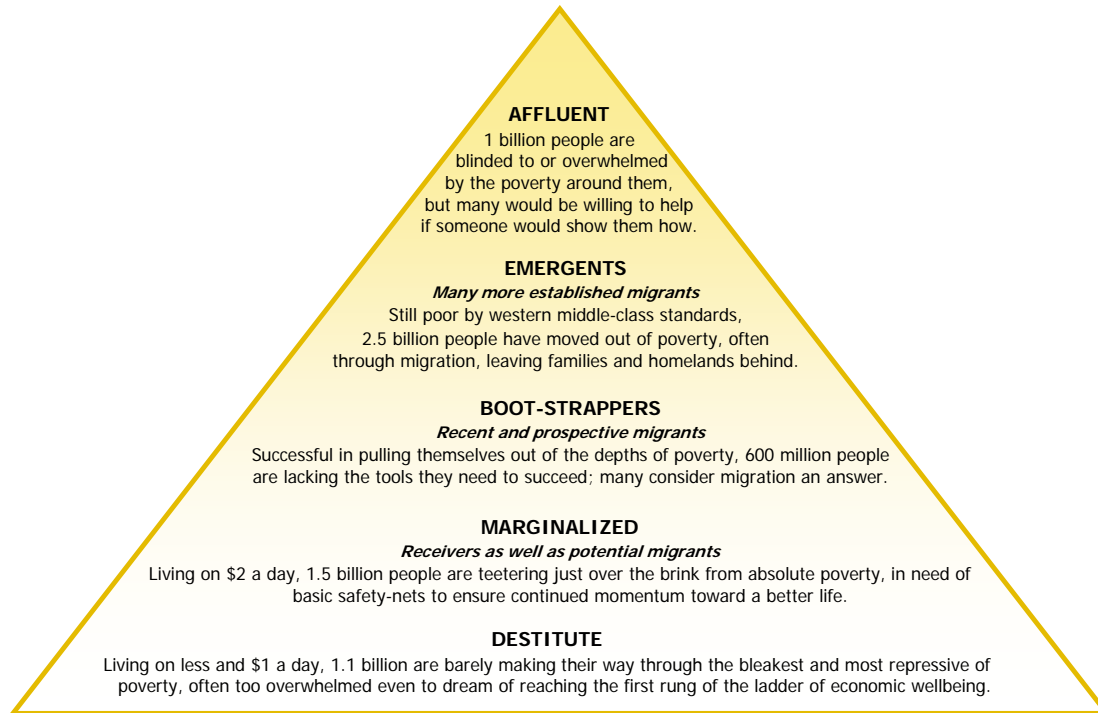 AFFLUENT
1 billion people are
blinded to or overwhelmed
by the poverty around them,
but many would be willing to help
if someone would show them how.
EMERGENTS
Many more established migrants
Still poor by western middle-class standards,
2.5 billion people have moved out of poverty, often
through migration, leaving families and homelands behind.
BOOT-STRAPPERS
Recent and prospective migrants
Successful in pulling themselves out of the depths of poverty, 600 million people
are lacking the tools they need to succeed; many consider migration an answer.
MARGINALIZED
Receivers as well as potential migrants
Living on $2 a day, 1.5 billion people are teetering just over the brink from absolute poverty, in need of
basic safety-nets to ensure continued momentum toward a better life.
DESTITUTE
Living on less and $1 a day, 1.1 billion are barely making their way through the bleakest and most repressive of
poverty, often too overwhelmed even to dream of reaching the first rung of the ladder of economic wellbeing.